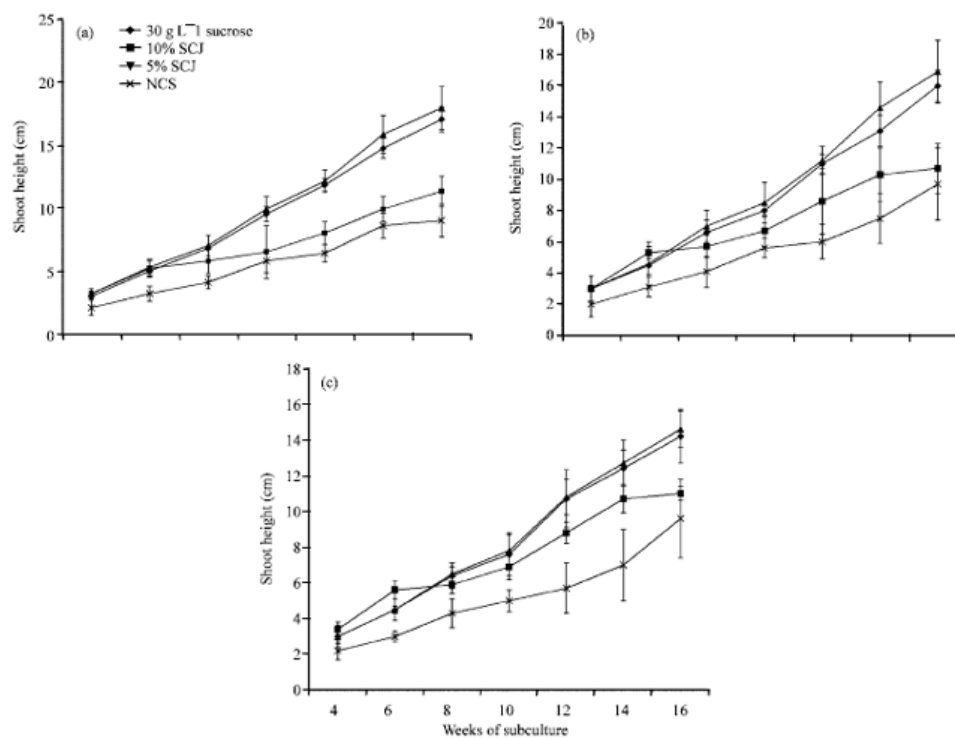 (a)
30 g L‾1 sucrose
10% SCJ
5% SCJ
NCS
Shoot height (cm)
25
20
15
10
5
0
(b)
Shoot height (cm)
20
18
16
14
12
10
8
6
4
2
0
(c)
Shoot height (cm)
18
16
14
12
10
8
6
4
2
0
4 6 8 10 12 14 16
Weeks of subculture